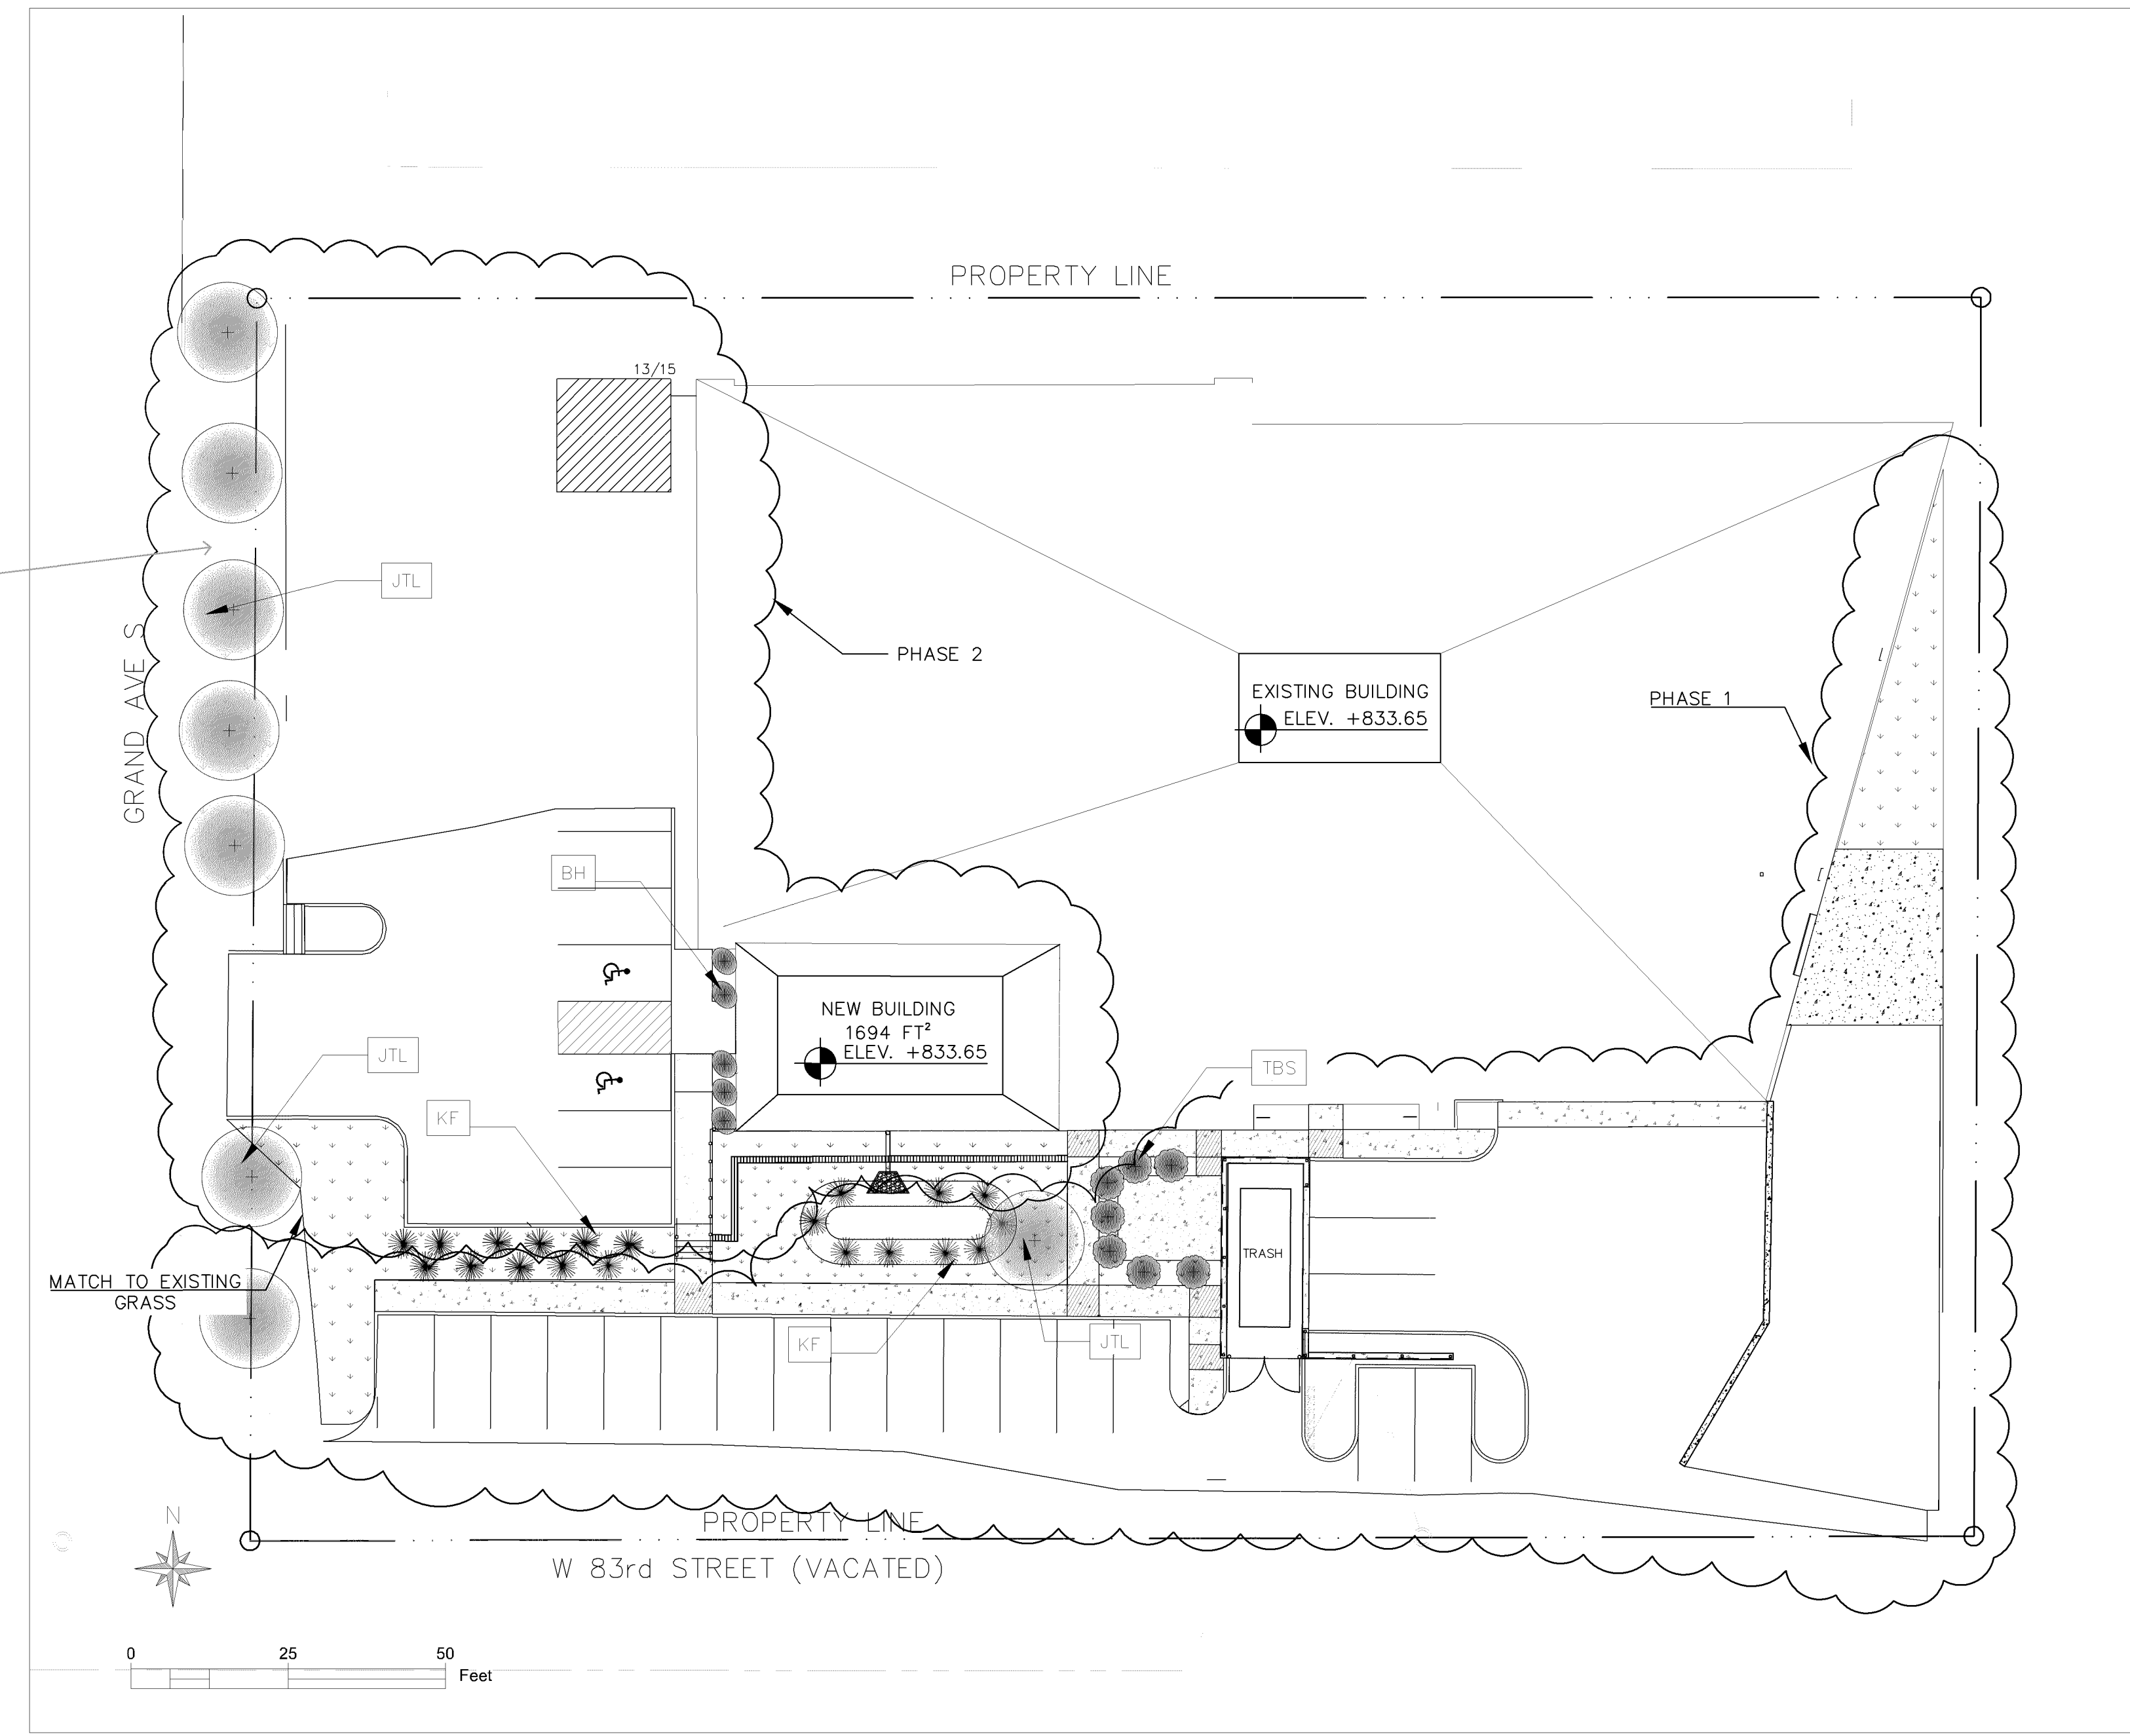 PROPERTY LINE
13/15
JTL
GRAND AVE S
PHASE 2
EXISTING BUILDING
ELEV. +833.65
PHASE 1
BH
NEW BUILDING
1694 FT²
ELEV. +833.65
JTL
TBS
KF
TRASH
MATCH TO EXISTING
GRASS
KF
JTL
N
PROPERTY LINE
W 83rd STREET (VACATED)
0 25 50
Feet